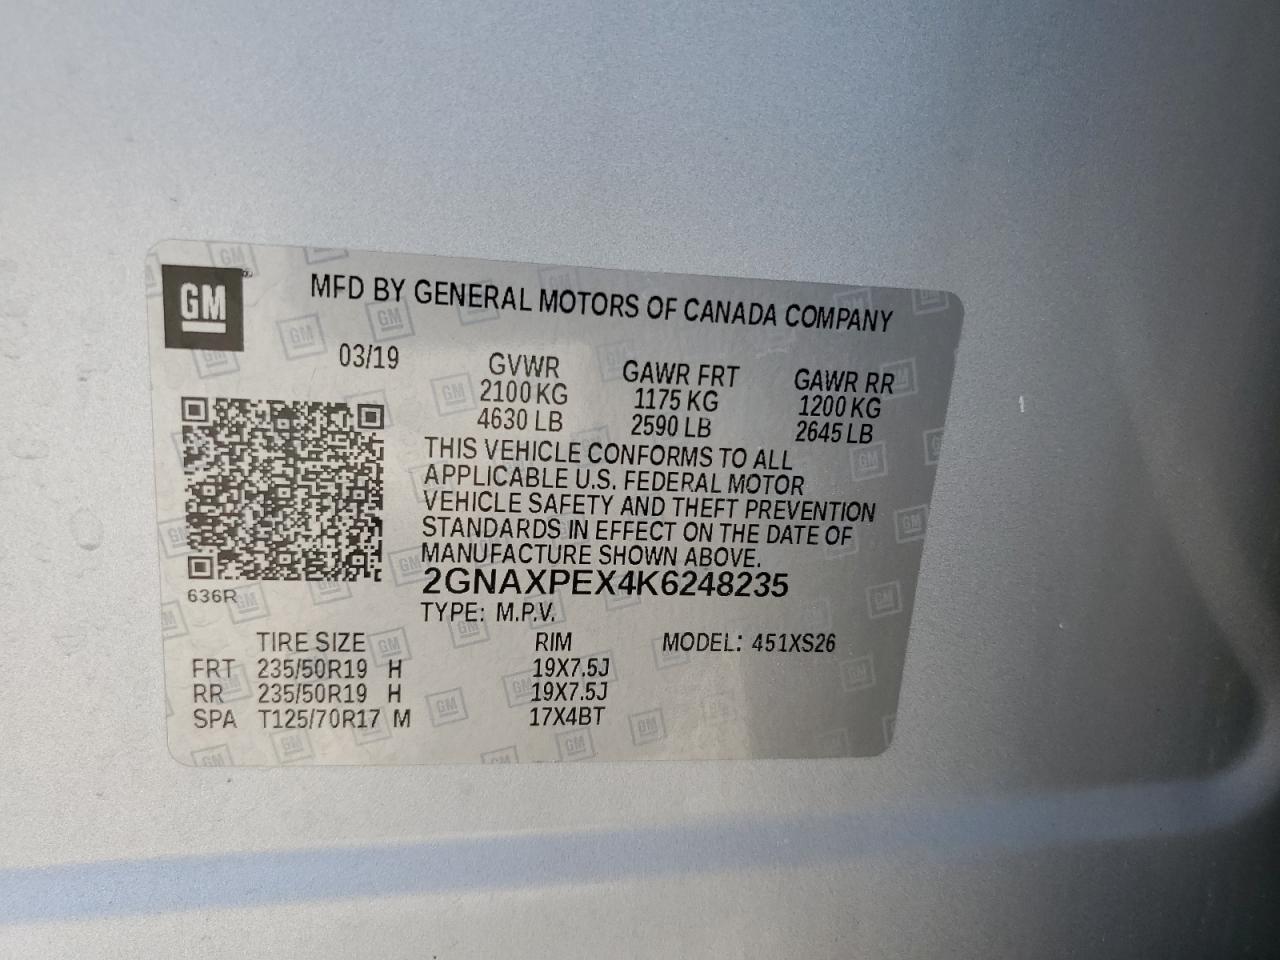 GM
MFD BY GENERAL MOTORS OF CANADA COMPANY
03/19 GVWR GAWR FRT GAWR RR
2100 KG 1175 KG 1200 KG
4630 LB 2590 LB 2645 LB
THIS VEHICLE CONFORMS TO ALL
APPLICABLE U.S. FEDERAL MOTOR
VEHICLE SAFETY AND THEFT PREVENTION
STANDARDS IN EFFECT ON THE DATE OF
MANUFACTURE SHOWN ABOVE.
2GNAXPEX4K6248235
636R
TYPE: M.P.V.
TIRE SIZE RIM MODEL: 451XS26
FRT 235/50R19 H 19X7.5J
RR 235/50R19 H 19X7.5J
SPA T125/70R17 M 17X4BT